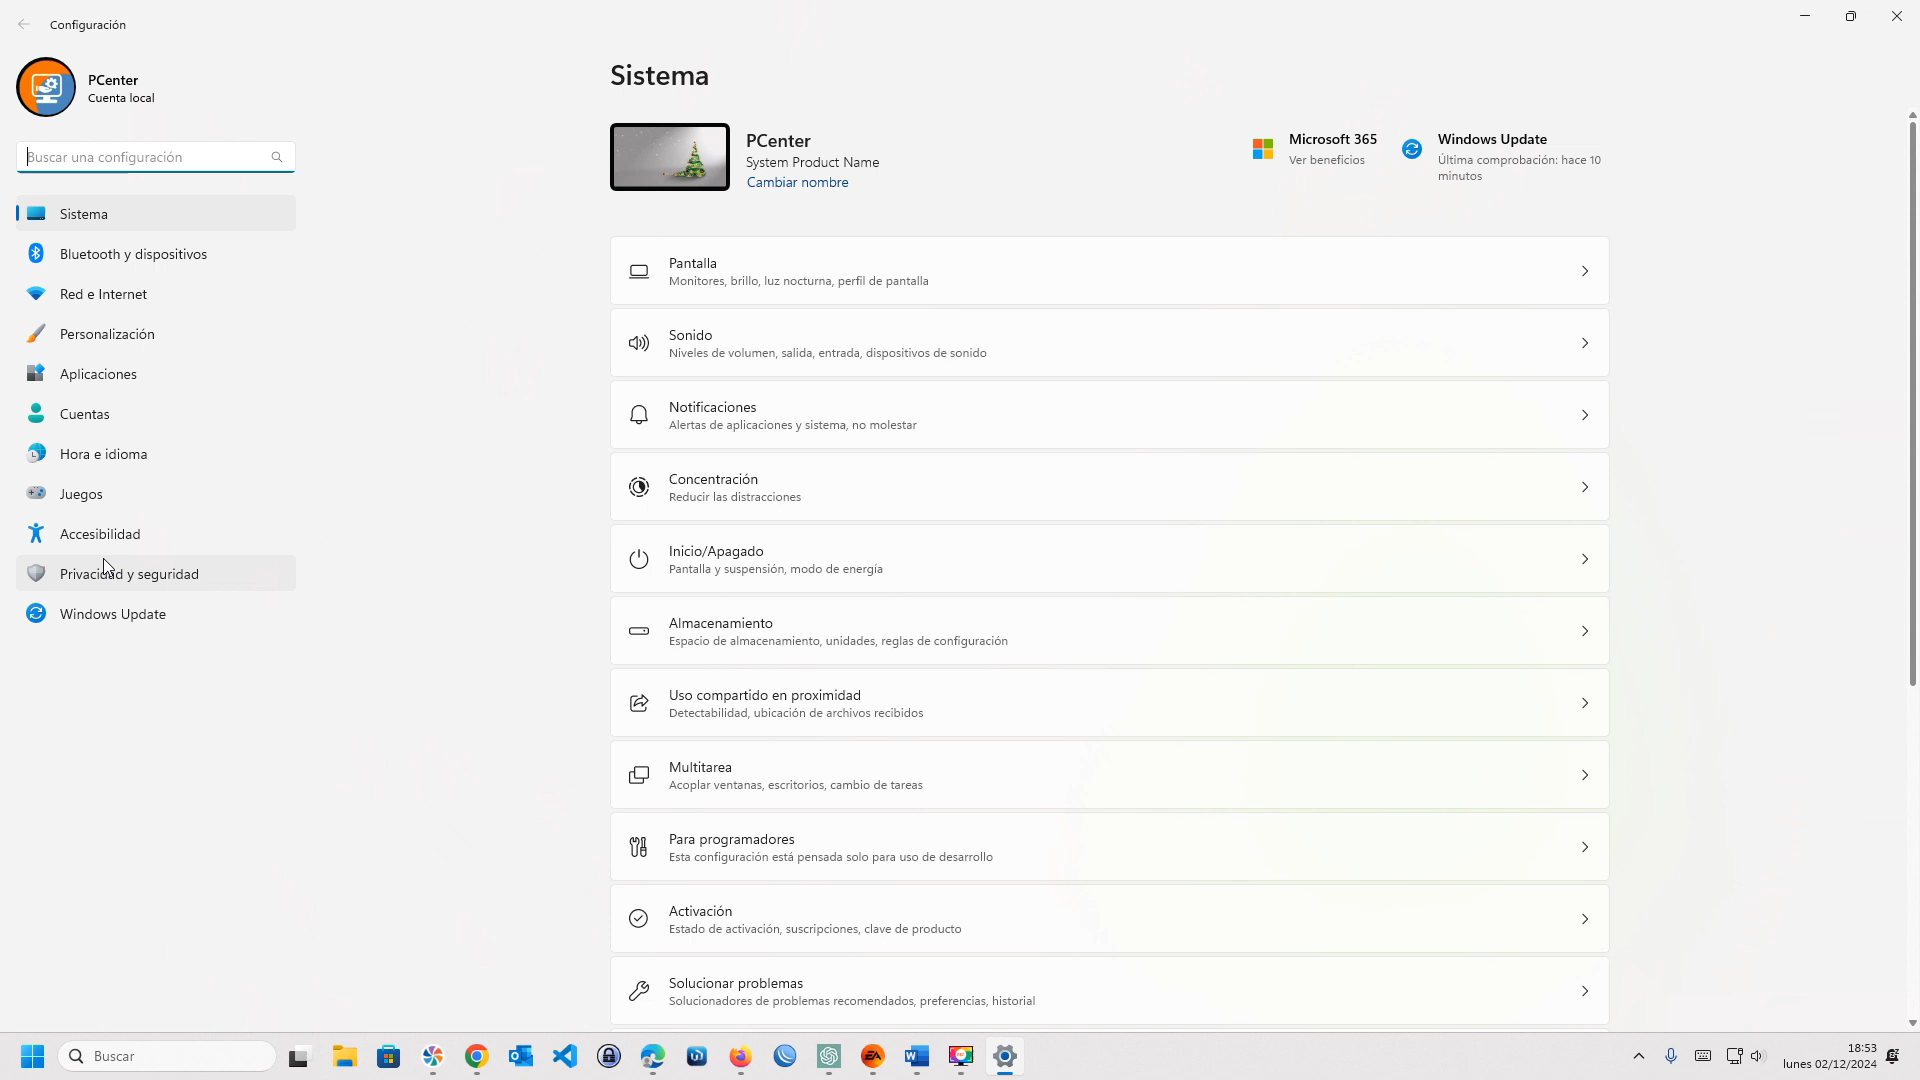 Configuración
PCenter
Cuenta local
Buscar una configuración
Sistema
Bluetooth y dispositivos
Red e Internet
Personalización
Aplicaciones
Cuentas
Hora e idioma
Juegos
Accesibilidad
Privacidad y seguridad
Windows Update
Sistema
PCenter
System Product Name
Cambiar nombre
Microsoft 365
Ver beneficios
Windows Update
Última comprobación: hace 10
minutos
Pantalla
Monitores, brillo, luz nocturna, perfil de pantalla
Sonido
Niveles de volumen, salida, entrada, dispositivos de sonido
Notificaciones
Alertas de aplicaciones y sistema, no molestar
Concentración
Reducir las distracciones
Inicio/Apagado
Pantalla y suspensión, modo de energía
Almacenamiento
Espacio de almacenamiento, unidades, reglas de configuración
Uso compartido en proximidad
Detectabilidad, ubicación de archivos recibidos
Multitarea
Acoplar ventanas, escritorios, cambio de tareas
Para programadores
Esta configuración está pensada solo para uso de desarrollo
Activación
Estado de activación, suscripciones, clave de producto
Solucionar problemas
Solucionadores de problemas recomendados, preferencias, historial
Buscar
EA
18:53
lunes 02/12/2024